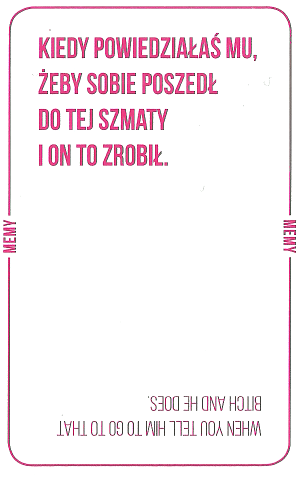 KIEDY POWIEDZIAŁAŚ MU,
ŻEBY SOBIE POSZEDŁ
DO TEJ SZMATY
I ON TO ZROBIŁ.
MEMY
MEMY
WHEN YOU TELL HIM TO GO TO THAT
BITCH AND HE DOES.